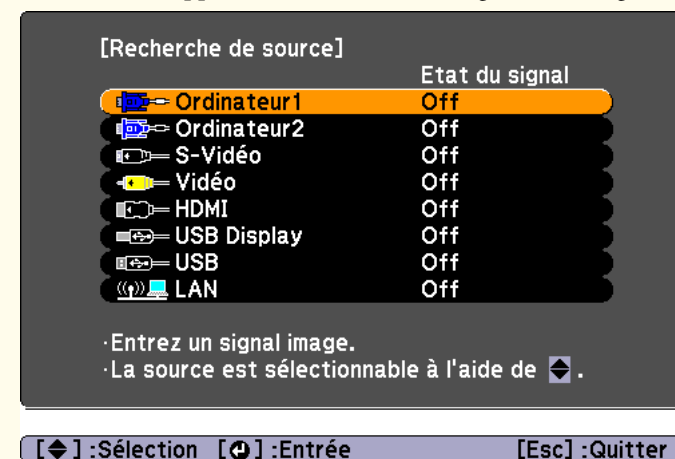 [Recherche de source]
Etat du signal
Ordinateur1 Off
Ordinateur2 Off
S-Vidéo Off
Vidéo Off
HDMI Off
USB Display Off
USB Off
LAN Off
·Entrez un signal image.
·La source est sélectionnable à l'aide de .
[ ] :Sélection [ ] :Entrée [Esc] :Quitter